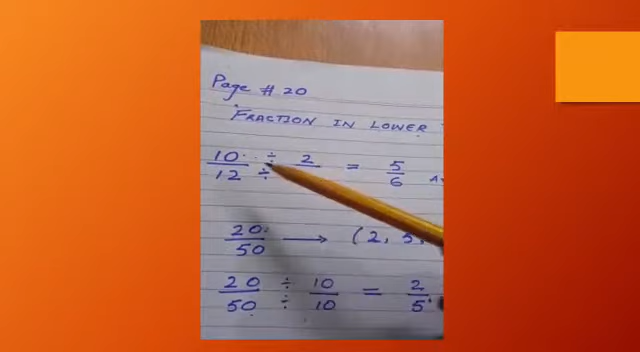 Page # 20
FRACTION IN LOWER
10 ÷ 2 = 5
12 ÷ 6
20 → (2, 5,
50
20 ÷ 10 = 2
50 ÷ 10 5